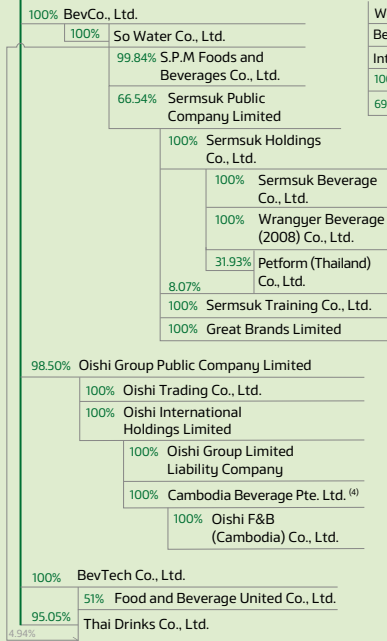 100% BevCo., Ltd.
100% So Water Co., Ltd.
99.84% S.P.M Foods and
Beverages Co., Ltd.
66.54% Sermsuk Public
Company Limited
100% Sermsuk Holdings
Co., Ltd.
100% Sermsuk Beverage
Co., Ltd.
100% Wrangyer Beverage
(2008) Co., Ltd.
31.93% Petform (Thailand)
Co., Ltd.
8.07%
100% Sermsuk Training Co., Ltd.
100% Great Brands Limited
98.50% Oishi Group Public Company Limited
100% Oishi Trading Co., Ltd.
100% Oishi International
Holdings Limited
100% Oishi Group Limited
Liability Company
100% Cambodia Beverage Pte. Ltd. (4)
100% Oishi F&B
(Cambodia) Co., Ltd.
100% BevTech Co., Ltd.
51% Food and Beverage United Co., Ltd.
95.05% Thai Drinks Co., Ltd.
4.94%